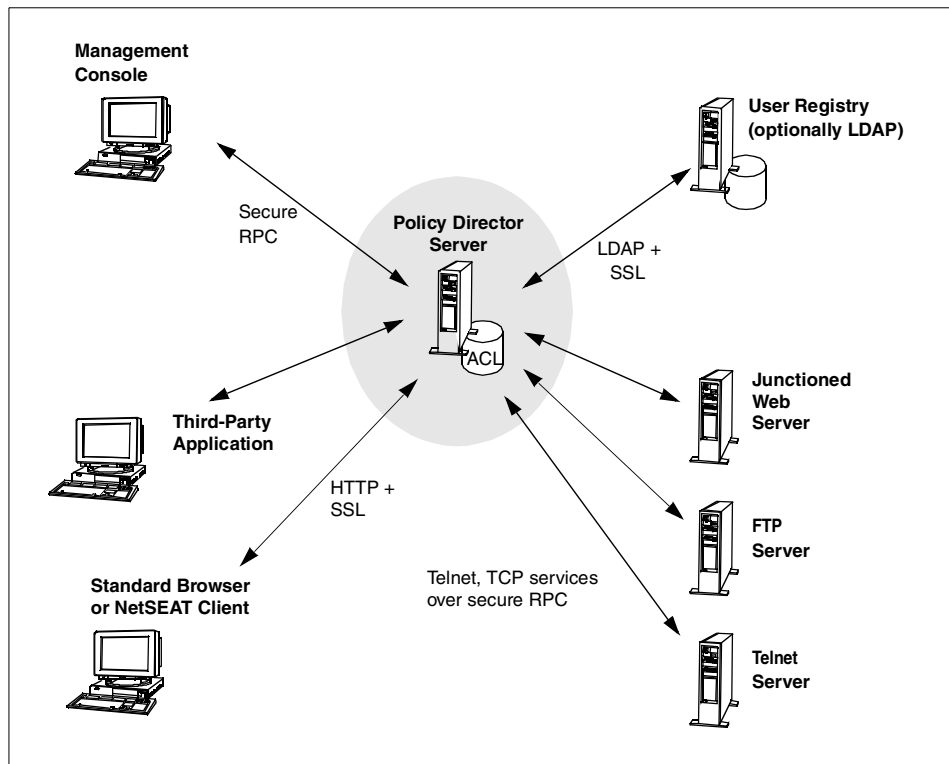 Management
Console
User Registry
(optionally LDAP)
Secure
RPC
Policy Director
Server
LDAP +
SSL
ACL
Junctioned
Web
Server
Third-Party
Application
HTTP +
SSL
FTP
Server
Telnet, TCP services
over secure RPC
Standard Browser
or NetSEAT Client
Telnet
Server